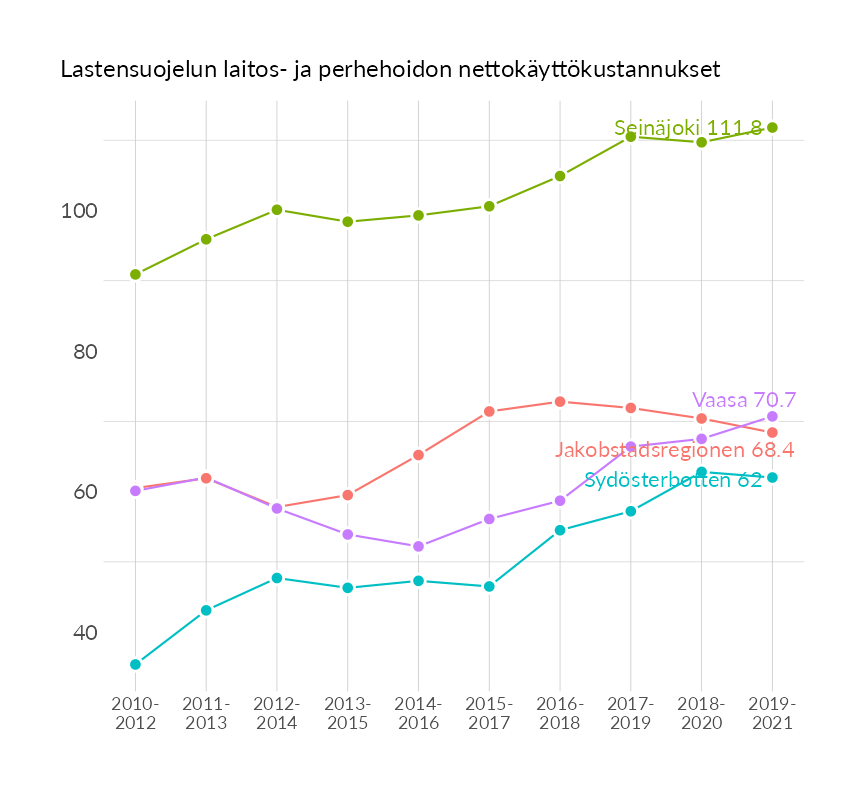 Lastensuojelun laitos- ja perhehoidon nettokäyttökustannukset
Seinäjoki 111.8
100
80
Vaasa 70.7
Jakobstadsregionen 68.4
Sydösterbotten 62
60
40
2010-2012 2011-2013 2012-2014 2013-2015 2014-2016 2015-2017 2016-2018 2017-2019 2018-2020 2019-2021